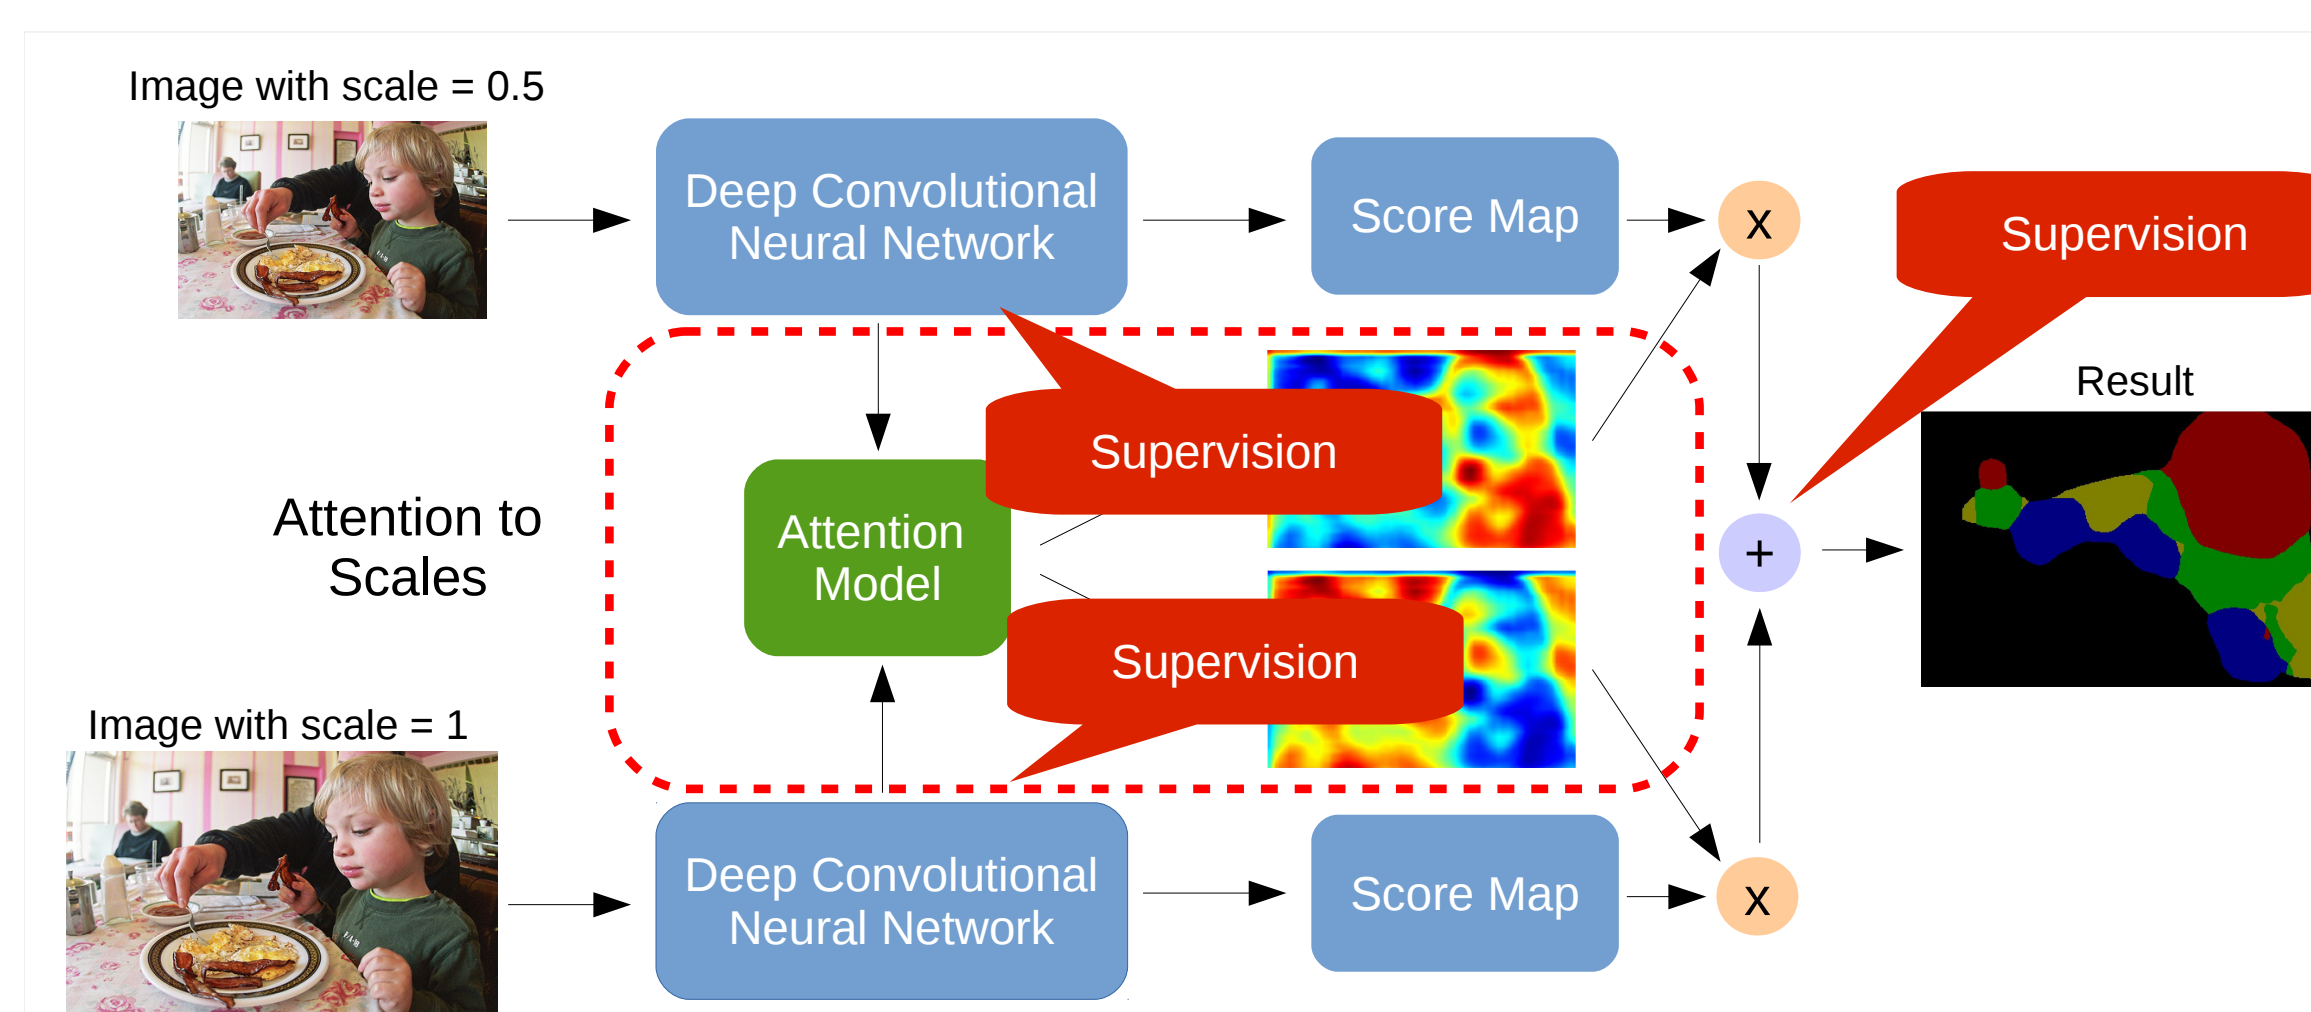 Image with scale = 0.5
Deep Convolutional
Neural Network
Score Map
x
Supervision
Result
Supervision
Attention to
Scales
Attention
Model
+
Supervision
Image with scale = 1
Deep Convolutional
Neural Network
Score Map
x